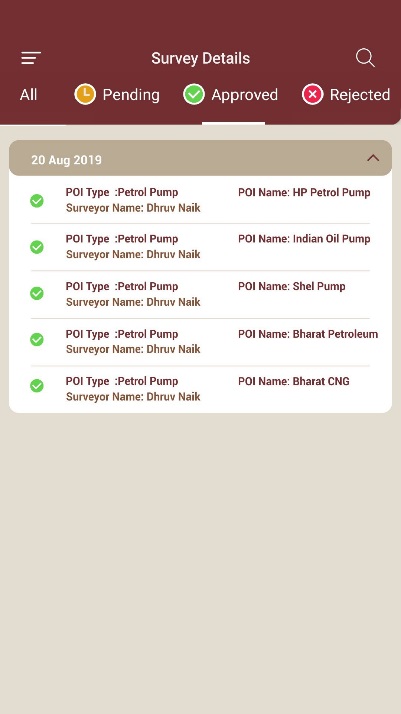 Survey Details
All Pending Approved Rejected
20 Aug 2019
POI Type :Petrol Pump POI Name: HP Petrol Pump
Surveyor Name: Dhruv Naik
POI Type :Petrol Pump POI Name: Indian Oil Pump
Surveyor Name: Dhruv Naik
POI Type :Petrol Pump POI Name: Shel Pump
Surveyor Name: Dhruv Naik
POI Type :Petrol Pump POI Name: Bharat Petroleum
Surveyor Name: Dhruv Naik
POI Type :Petrol Pump POI Name: Bharat CNG
Surveyor Name: Dhruv Naik